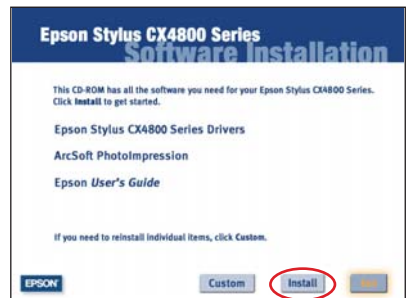 Epson Stylus CX4800 Series
Software Installation
This CD-ROM has all the software you need for your Epson Stylus CX4800 Series.
Click Install to get started.
Epson Stylus CX4800 Series Drivers
ArcSoft PhotoImpression
Epson User's Guide
If you need to reinstall individual items, click Custom.
EPSON Custom Install